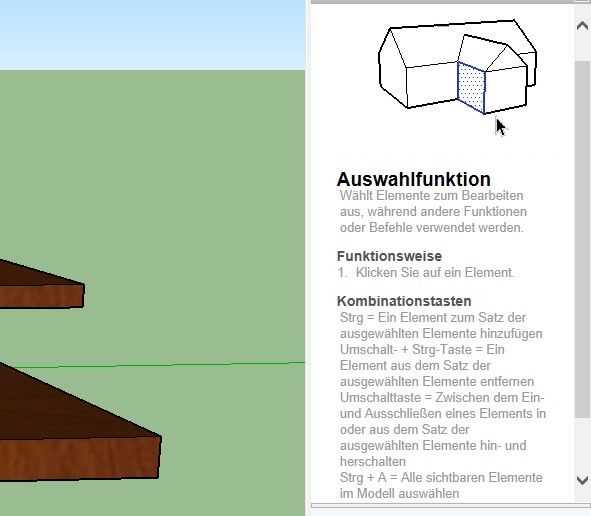 Auswahlfunktion
Wählt Elemente zum Bearbeiten
aus, während andere Funktionen
oder Befehle verwendet werden.
Funktionsweise
1. Klicken Sie auf ein Element.
Kombinationstasten
Strg = Ein Element zum Satz der
ausgewählten Elemente hinzufügen
Umschalt- + Strg-Taste = Ein
Element aus dem Satz der
ausgewählten Elemente entfernen
Umschalttaste = Zwischen dem Ein-
und Ausschließen eines Elements in
oder aus dem Satz der
ausgewählten Elemente hin- und
herschalten
Strg + A = Alle sichtbaren Elemente
im Modell auswählen